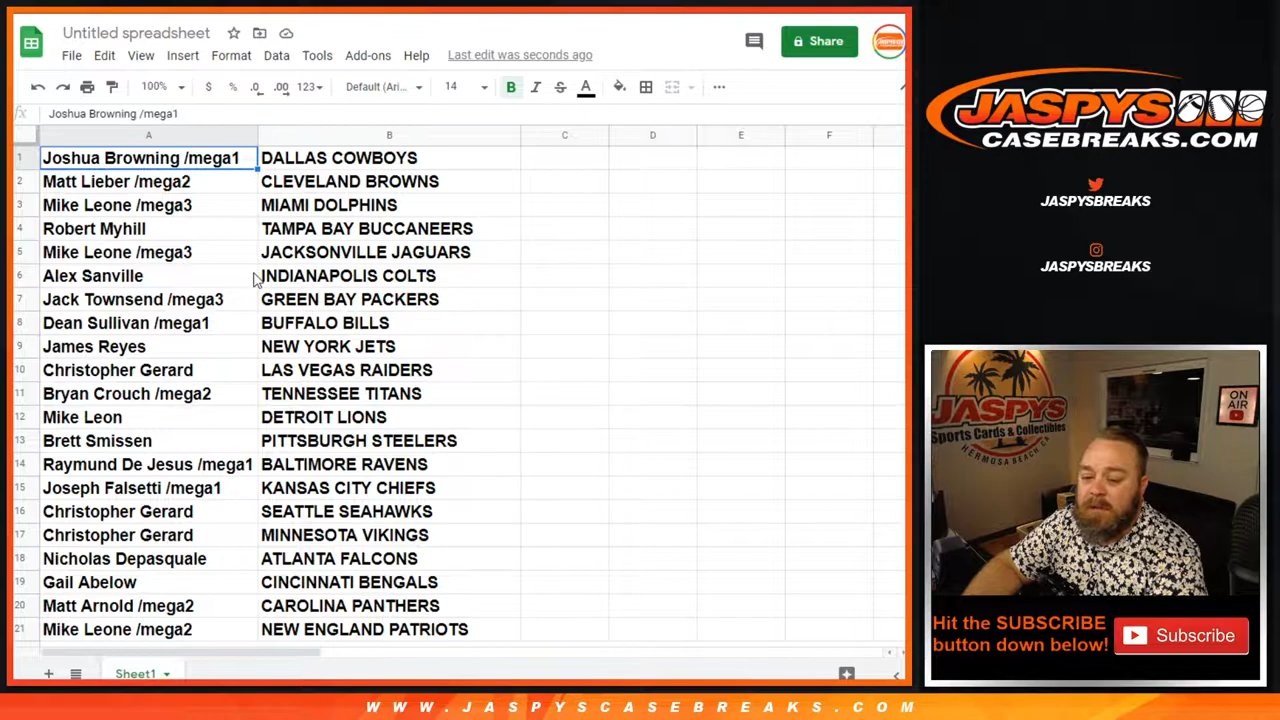 Untitled spreadsheet
File Edit View Insert Format Data Tools Add-ons Help Last edit was seconds ago
Share
100% $ % .0 .00 123 Default (Ari... 14 B I S A
fx Joshua Browning /mega1
A B C D E F
1 Joshua Browning /mega1 DALLAS COWBOYS
2 Matt Lieber /mega2 CLEVELAND BROWNS
3 Mike Leone /mega3 MIAMI DOLPHINS
4 Robert Myhill TAMPA BAY BUCCANEERS
5 Mike Leone /mega3 JACKSONVILLE JAGUARS
6 Alex Sanville INDIANAPOLIS COLTS
7 Jack Townsend /mega3 GREEN BAY PACKERS
8 Dean Sullivan /mega1 BUFFALO BILLS
9 James Reyes NEW YORK JETS
10 Christopher Gerard LAS VEGAS RAIDERS
11 Bryan Crouch /mega2 TENNESSEE TITANS
12 Mike Leon DETROIT LIONS
13 Brett Smissen PITTSBURGH STEELERS
14 Raymund De Jesus /mega1 BALTIMORE RAVENS
15 Joseph Falsetti /mega1 KANSAS CITY CHIEFS
16 Christopher Gerard SEATTLE SEAHAWKS
17 Christopher Gerard MINNESOTA VIKINGS
18 Nicholas Depasquale ATLANTA FALCONS
19 Gail Abelow CINCINNATI BENGALS
20 Matt Arnold /mega2 CAROLINA PANTHERS
21 Mike Leone /mega2 NEW ENGLAND PATRIOTS
Sheet1
JASPYS
CASEBREAKS.COM
JASPYSBREAKS
JASPYSBREAKS
JASPYS
Sports Cards & Collectibles
HERMOSA BEACH, CA
ON
AIR
Hit the SUBSCRIBE
button down below!
Subscribe
WWW.JASPYSCASEBREAKS.COM